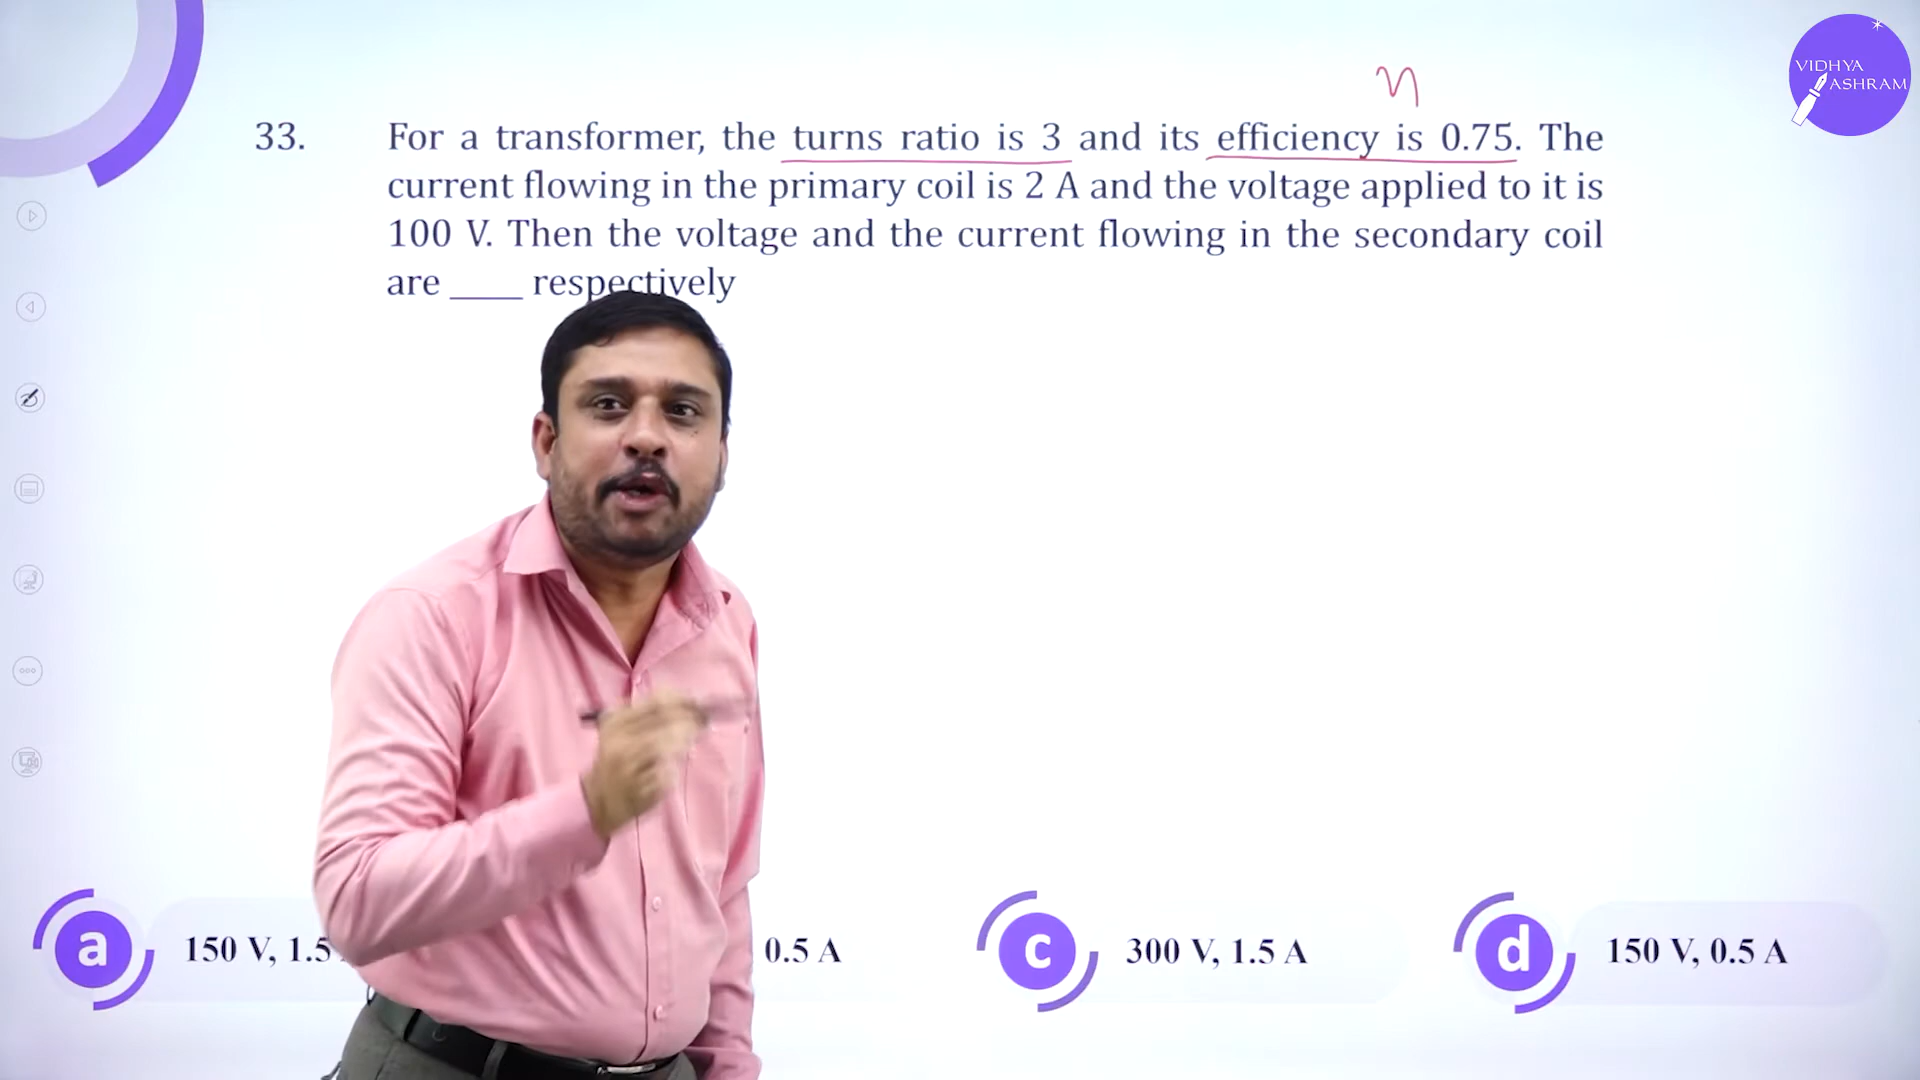 η
33. For a transformer, the turns ratio is 3 and its efficiency is 0.75. The
current flowing in the primary coil is 2 A and the voltage applied to it is
100 V. Then the voltage and the current flowing in the secondary coil
are _____ respectively
a 150 V, 1.5
0.5 A
c 300 V, 1.5 A
d 150 V, 0.5 A
VIDHYA
ASHRAM